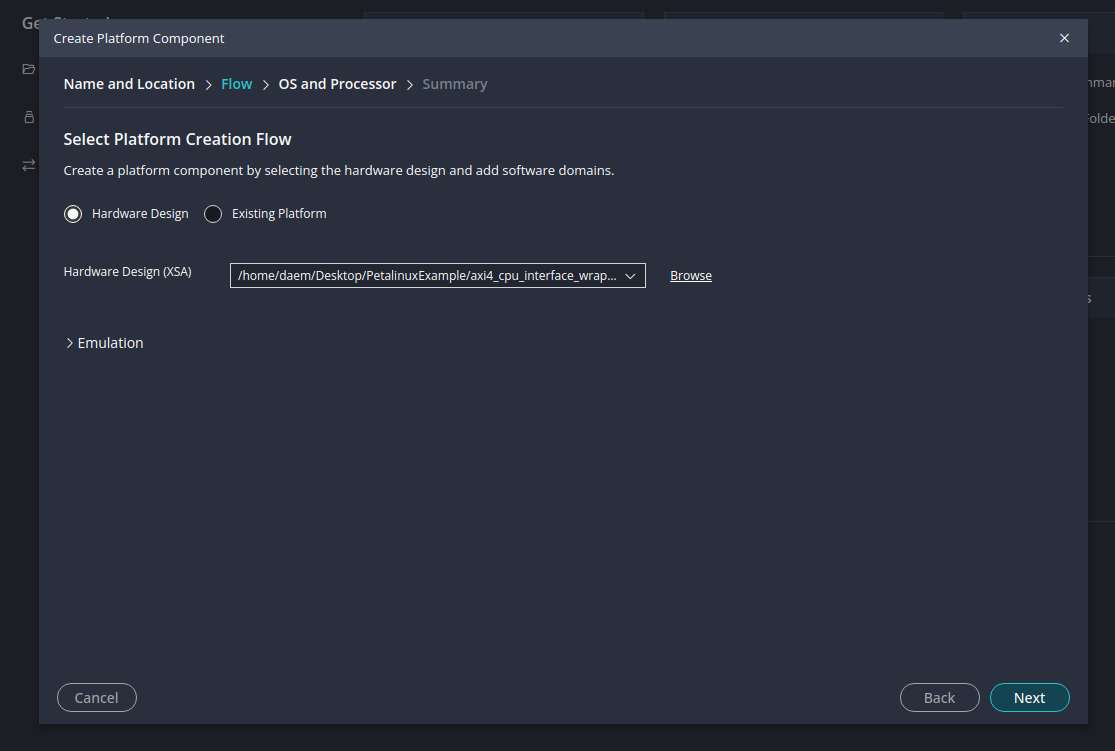 Create Platform Component
Name and Location > Flow > OS and Processor > Summary
Select Platform Creation Flow
Create a platform component by selecting the hardware design and add software domains.
Hardware Design Existing Platform
Hardware Design (XSA) /home/daem/Desktop/PetalinuxExample/axi4_cpu_interface_wrap... Browse
> Emulation
Cancel Back Next